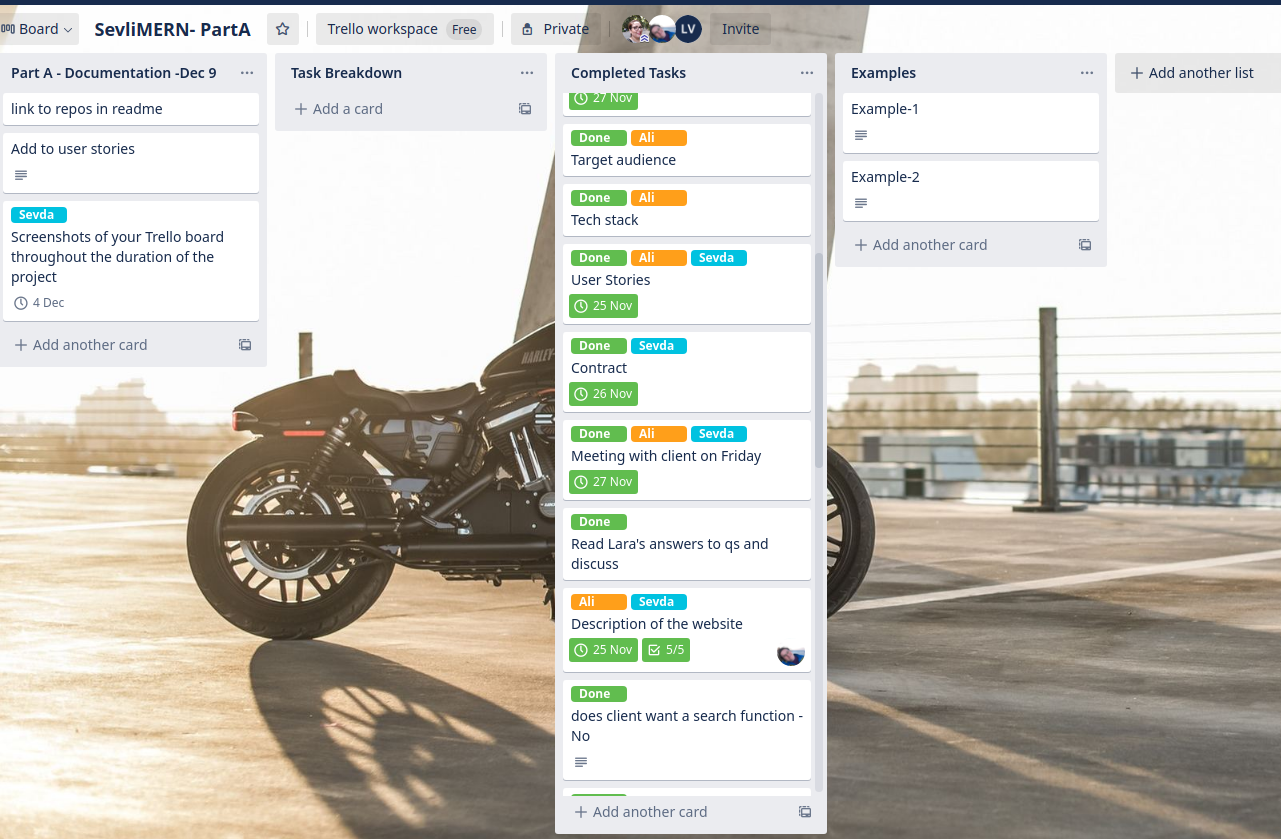 Board
SevliMERN- PartA
Trello workspace Free
Private
LV
Invite
Part A - Documentation -Dec 9
link to repos in readme
Add to user stories
Sevda
Screenshots of your Trello board
throughout the duration of the
project
4 Dec
+ Add another card
Task Breakdown
+ Add a card
Completed Tasks
27 Nov
Done Ali
Target audience
Done Ali
Tech stack
Done Ali Sevda
User Stories
25 Nov
Done Sevda
Contract
26 Nov
Done Ali Sevda
Meeting with client on Friday
27 Nov
Done
Read Lara's answers to qs and
discuss
Ali Sevda
Description of the website
25 Nov 5/5
Done
does client want a search function -
No
+ Add another card
Examples
Example-1
Example-2
+ Add another card
+ Add another list
HARLEY-